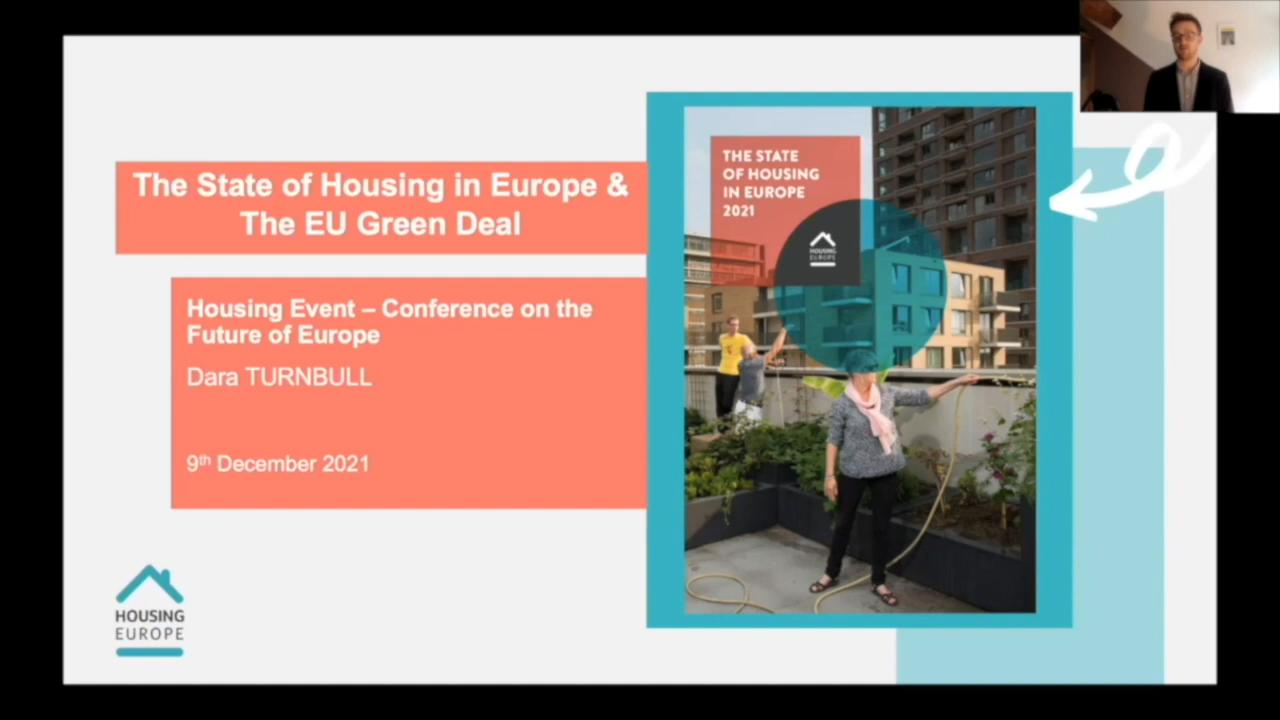 The State of Housing in Europe &
The EU Green Deal
Housing Event – Conference on the
Future of Europe
Dara TURNBULL
9th December 2021
HOUSING
EUROPE
THE STATE
OF HOUSING
IN EUROPE
2021
HOUSING
EUROPE